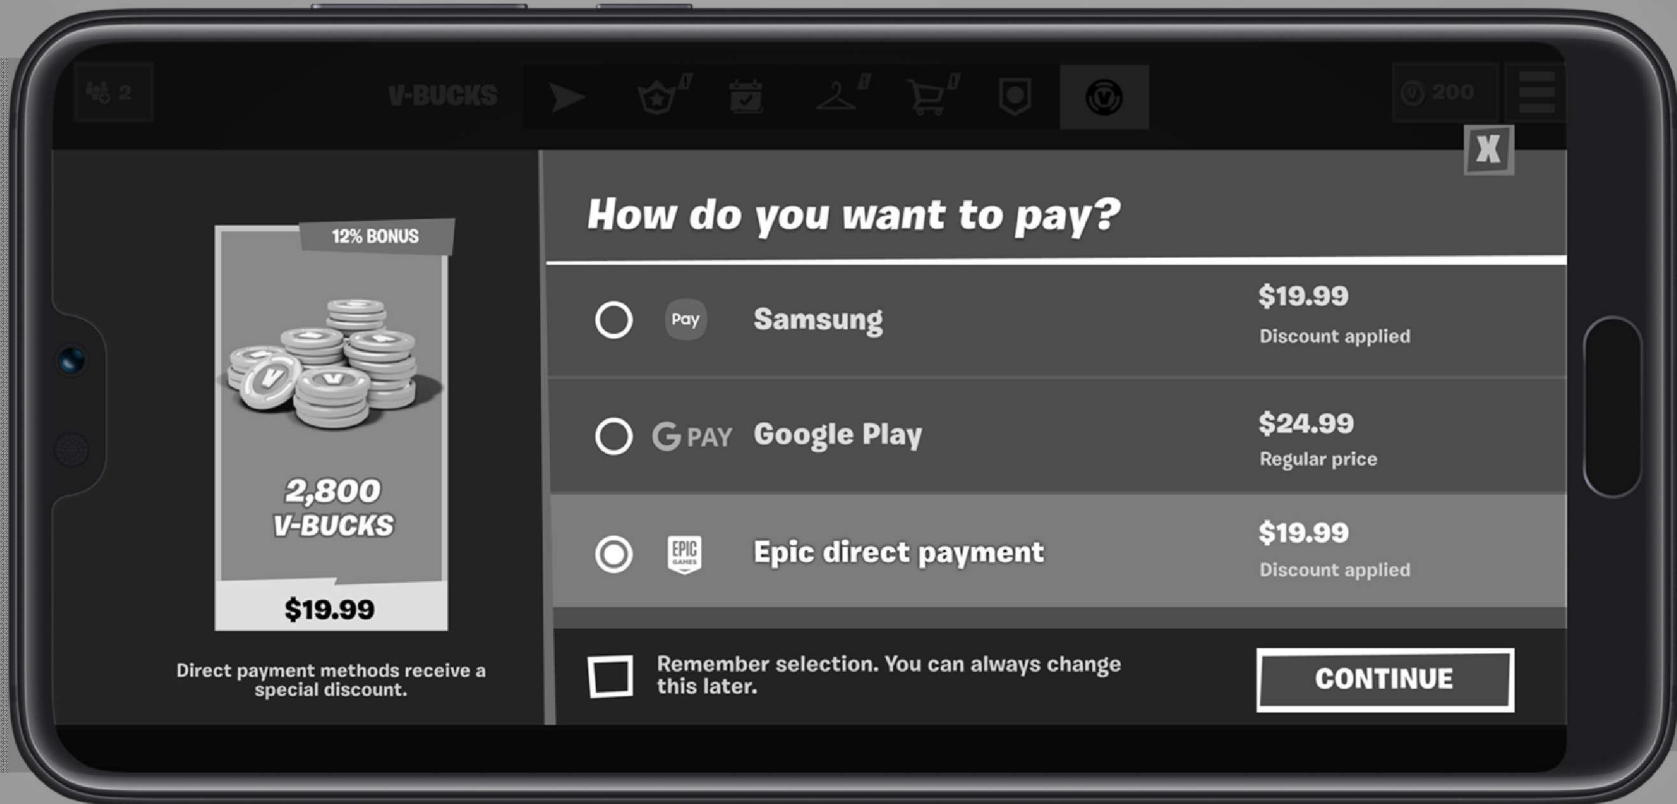 2
V-BUCKS
200
X
12% BONUS
2,800
V-BUCKS
$19.99
Direct payment methods receive a
special discount.
How do you want to pay?
Pay
Samsung
$19.99
Discount applied
G PAY
Google Play
$24.99
Regular price
EPIC
GAMES
Epic direct payment
$19.99
Discount applied
Remember selection. You can always change
this later.
CONTINUE